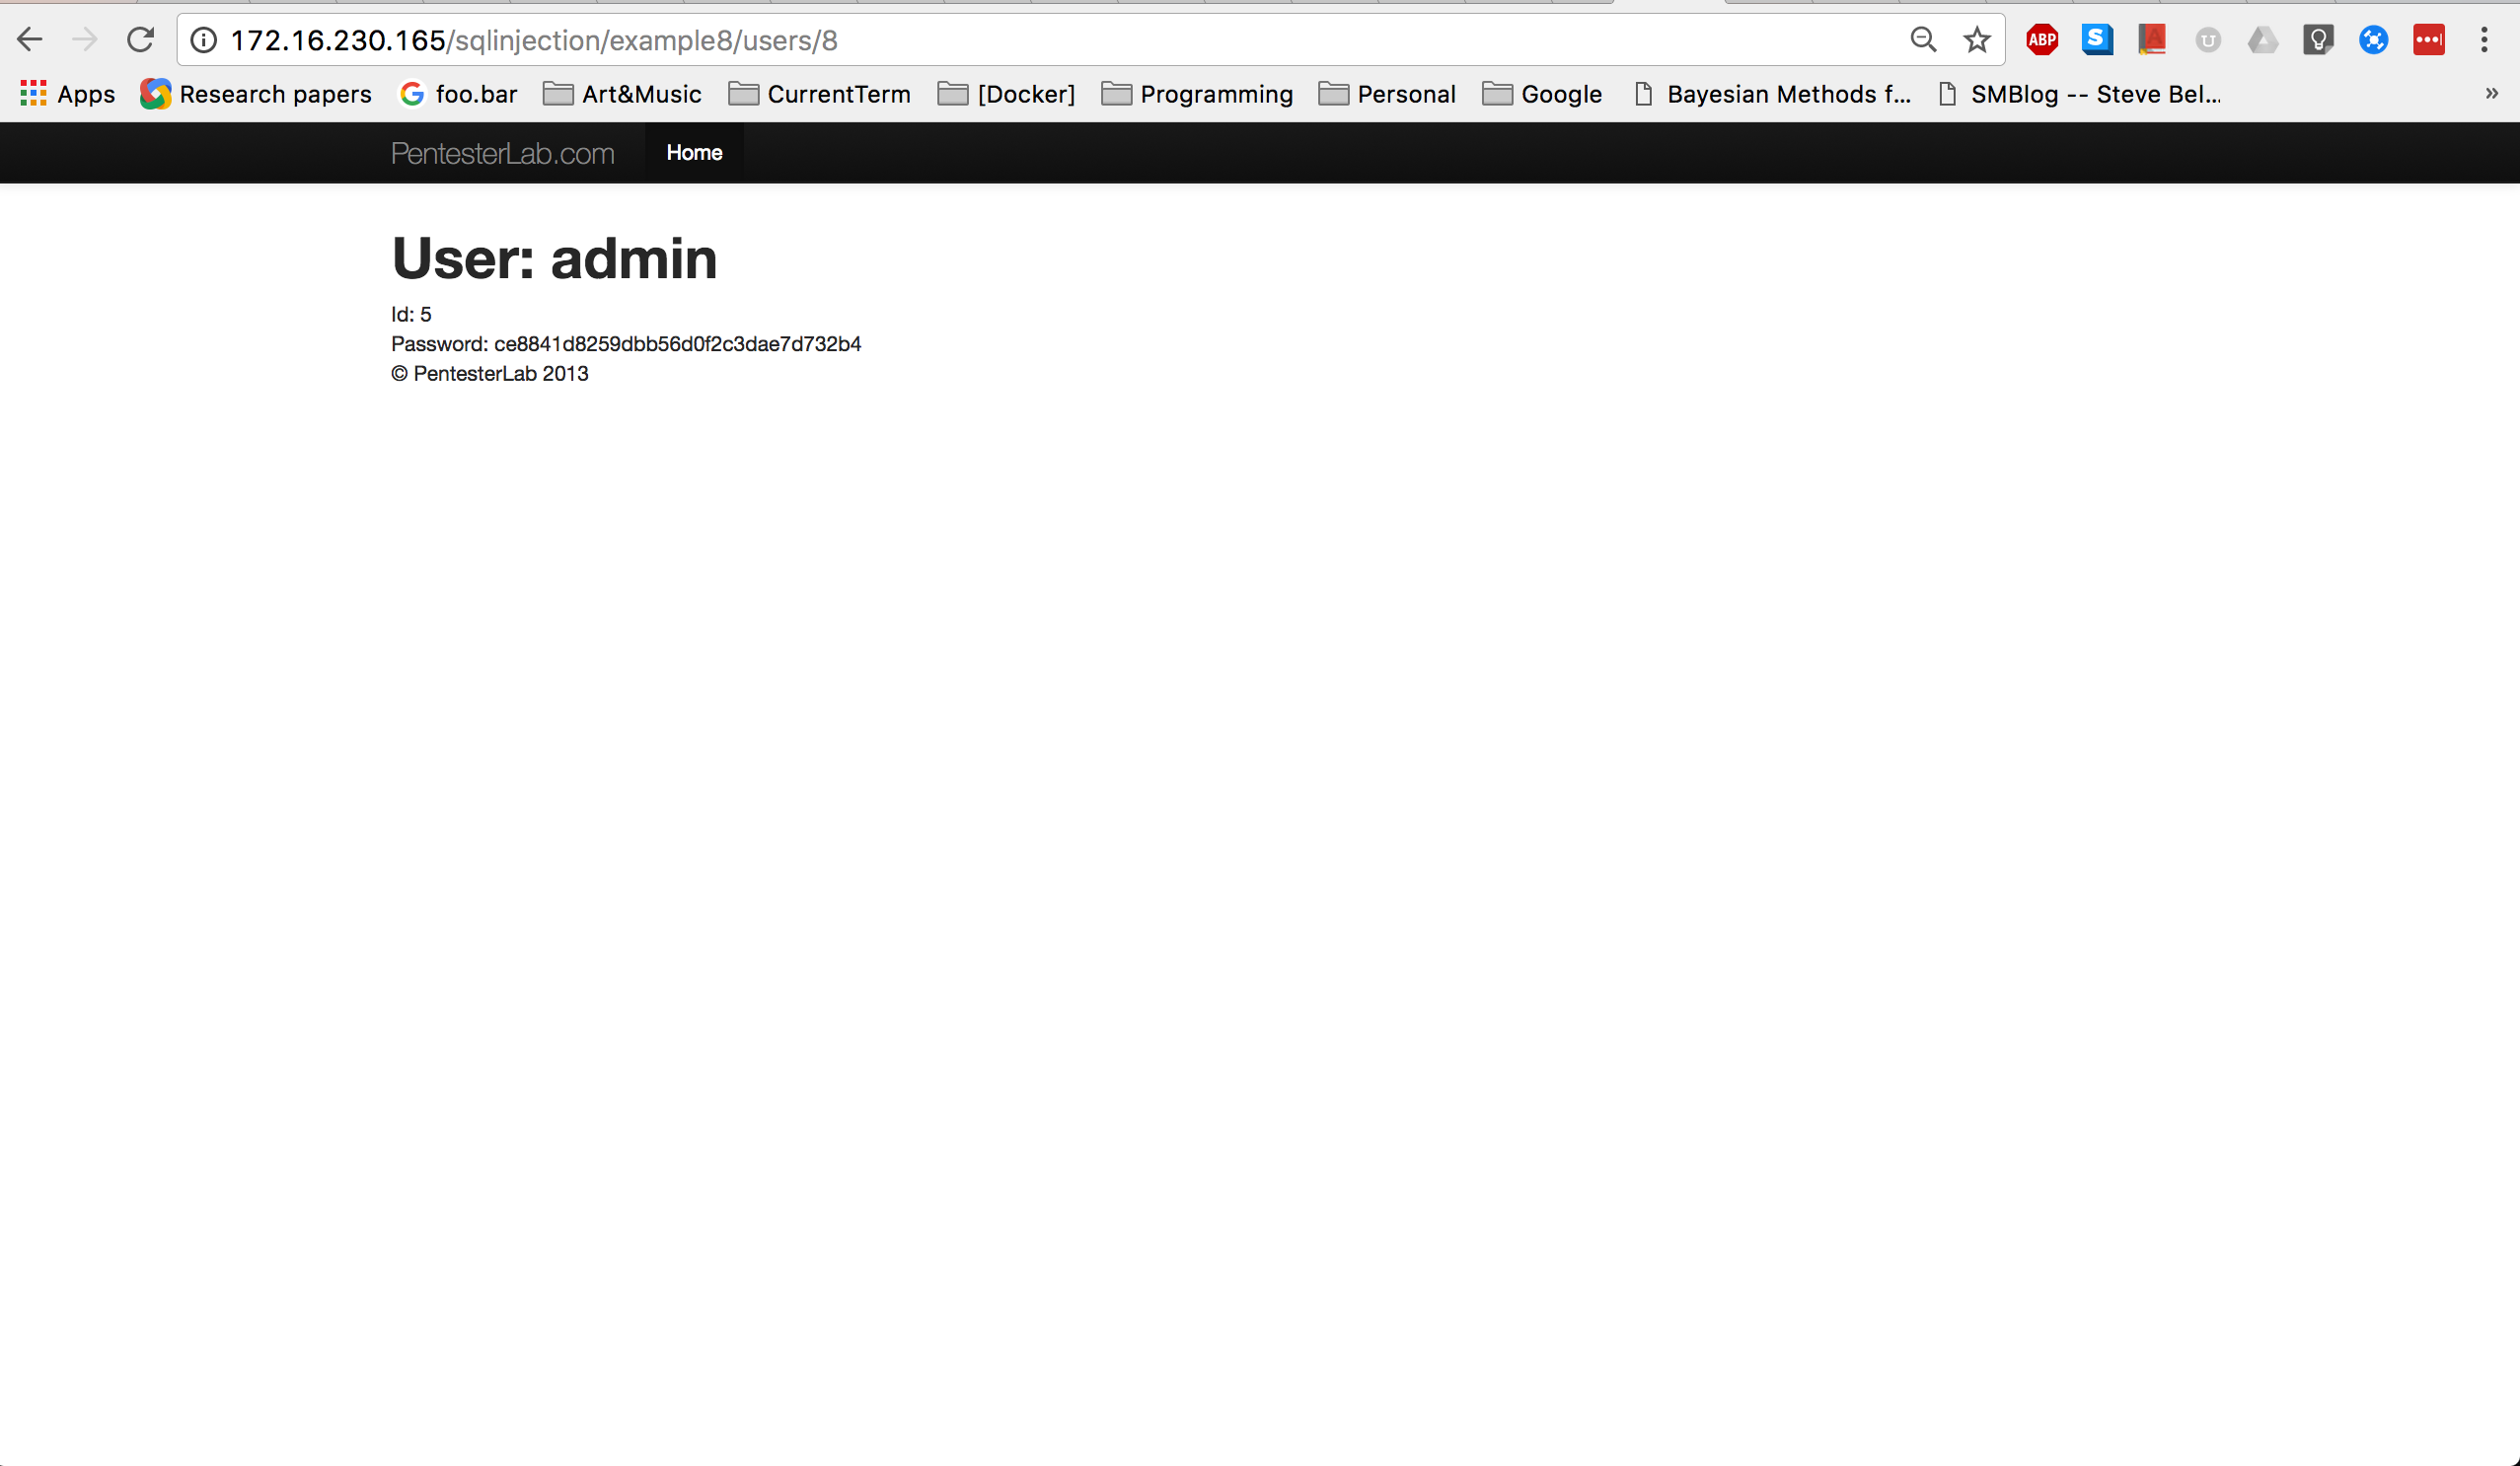 172.16.230.165/sqlinjection/example8/users/8
ABP S A U
Apps Research papers G foo.bar Art&Music CurrentTerm [Docker] Programming Personal Google Bayesian Methods f... SMBlog -- Steve Bel... »
PentesterLab.com Home
User: admin
Id: 5
Password: ce8841d8259dbb56d0f2c3dae7d732b4
© PentesterLab 2013